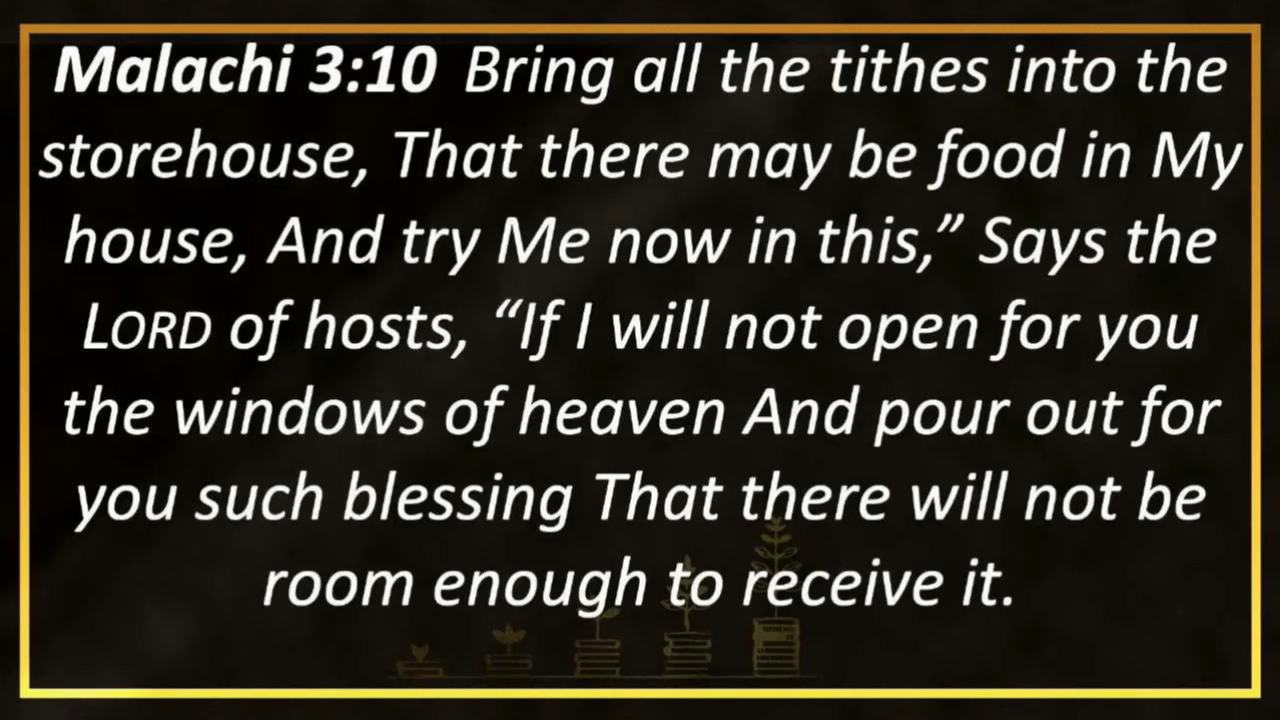 Malachi 3:10 Bring all the tithes into the
storehouse, That there may be food in My
house, And try Me now in this,” Says the
LORD of hosts, “If I will not open for you
the windows of heaven And pour out for
you such blessing That there will not be
room enough to receive it.